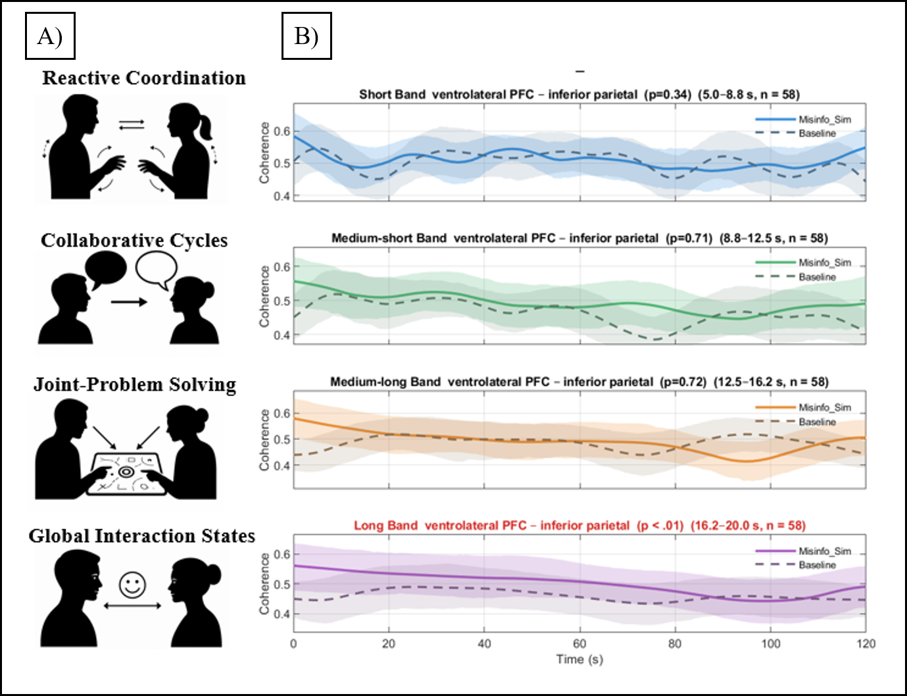 A)
B)
Reactive Coordination
Collaborative Cycles
Joint-Problem Solving
Global Interaction States
–
Short Band ventrolateral PFC – inferior parietal (p=0.34) (5.0–8.8 s, n = 58)
Coherence
0.6
0.5
0.4
Misinfo_Sim
Baseline
Medium-short Band ventrolateral PFC – inferior parietal (p=0.71) (8.8–12.5 s, n = 58)
Coherence
0.6
0.5
0.4
Misinfo_Sim
Baseline
Medium-long Band ventrolateral PFC – inferior parietal (p=0.72) (12.5–16.2 s, n = 58)
Coherence
0.6
0.5
0.4
Misinfo_Sim
Baseline
Long Band ventrolateral PFC – inferior parietal (p < .01) (16.2–20.0 s, n = 58)
Coherence
0.6
0.5
0.4
Misinfo_Sim
Baseline
0 20 40 60 80 100 120
Time (s)